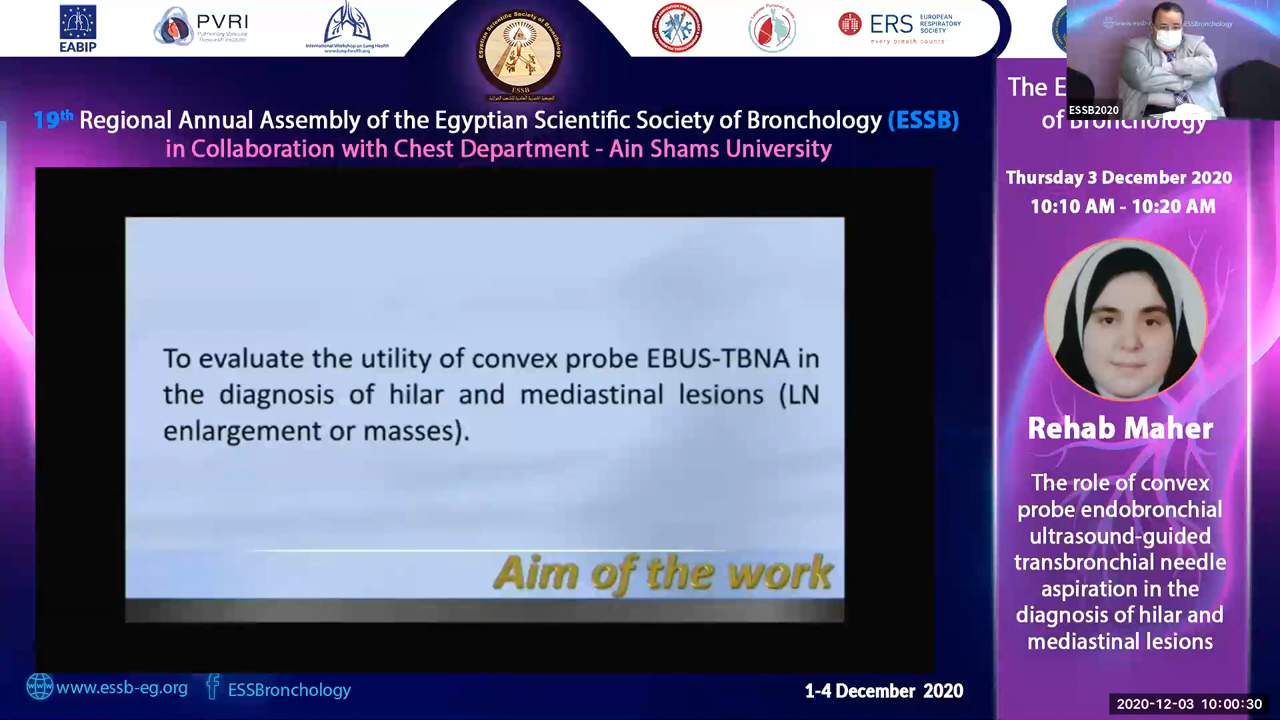 EABIP
PVRI
Pulmonary Vascular
Research Institute
International Workshop on Lung Health
www.lung-health.org
ESSB
ERS
EUROPEAN
RESPIRATORY
SOCIETY
every breath counts
ESSB2020
19th Regional Annual Assembly of the Egyptian Scientific Society of Bronchology (ESSB)
in Collaboration with Chest Department - Ain Shams University
The E
of Bronchology
Thursday 3 December 2020
10:10 AM - 10:20 AM
To evaluate the utility of convex probe EBUS-TBNA in
the diagnosis of hilar and mediastinal lesions (LN
enlargement or masses).
Aim of the work
Rehab Maher
The role of convex
probe endobronchial
ultrasound-guided
transbronchial needle
aspiration in the
diagnosis of hilar and
mediastinal lesions
www.essb-eg.org
ESSBronchology
1-4 December 2020
2020-12-03 10:00:30